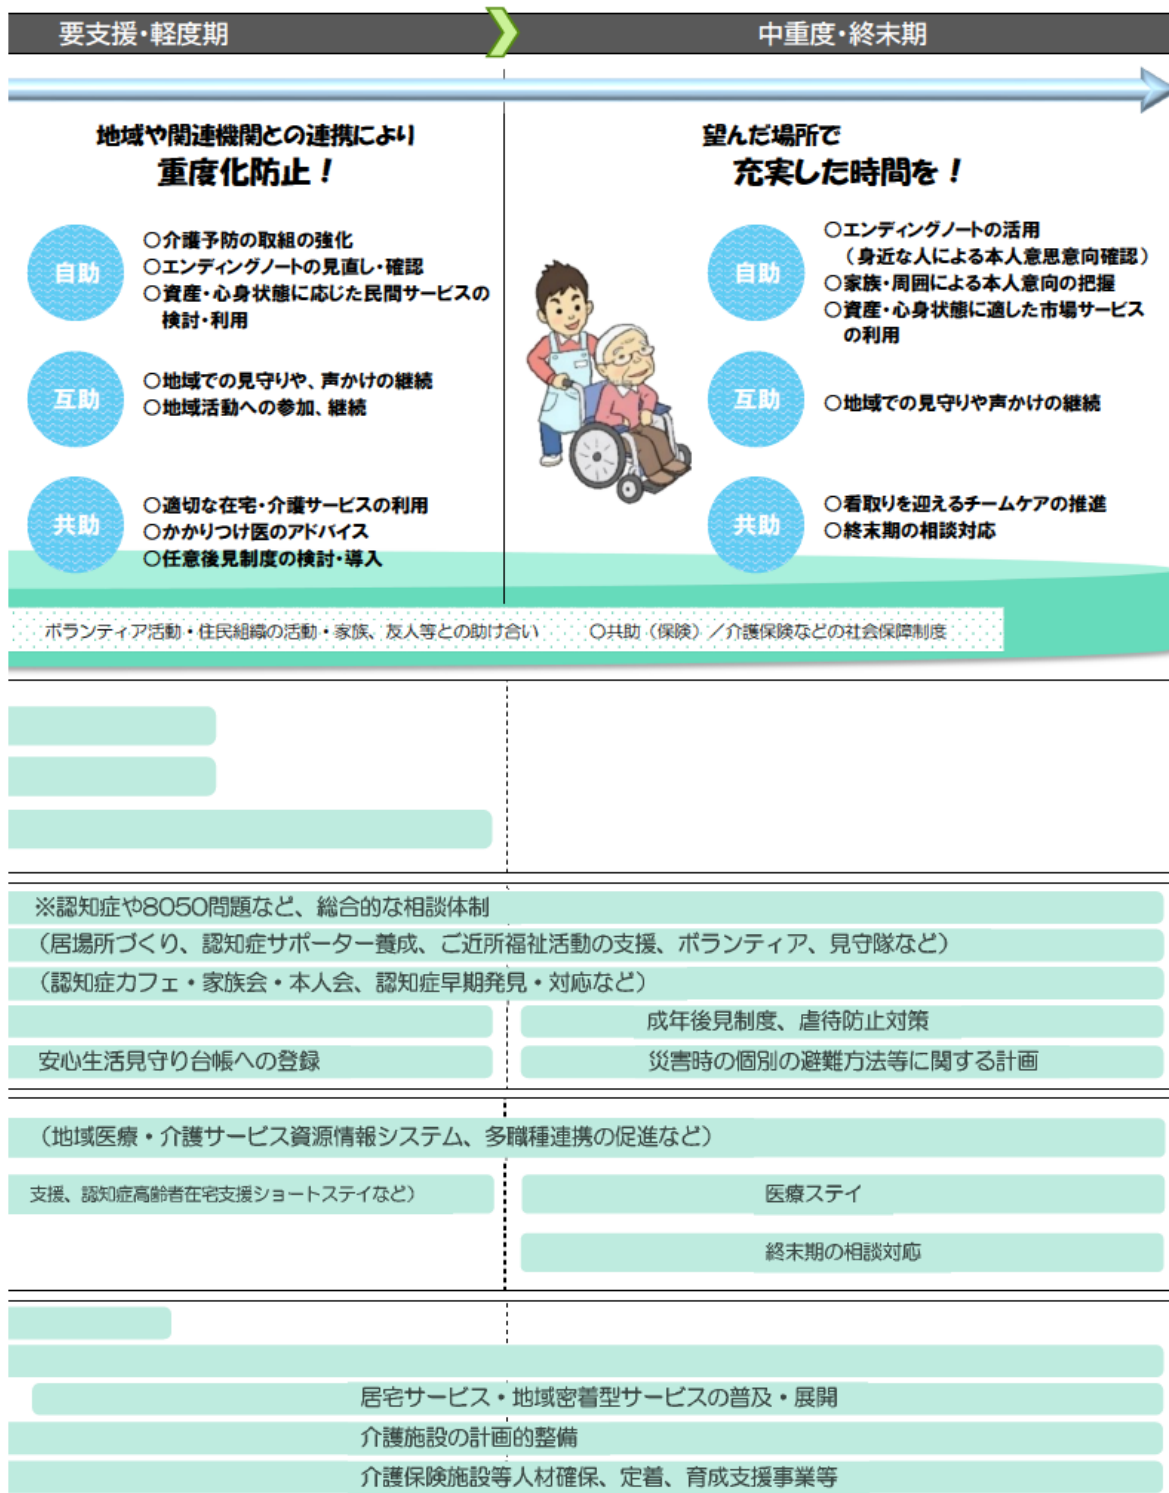 要支援・軽度期
中重度・終末期
地域や関連機関との連携により
重度化防止！
自助
○介護予防の取組の強化
○エンディングノートの見直し・確認
○資産・心身状態に応じた民間サービスの
検討・利用
互助
○地域での見守りや、声かけの継続
○地域活動への参加、継続
共助
○適切な在宅・介護サービスの利用
○かかりつけ医のアドバイス
○任意後見制度の検討・導入
望んだ場所で
充実した時間を！
自助
○エンディングノートの活用
（身近な人による本人意思意向確認）
○家族・周囲による本人意向の把握
○資産・心身状態に適した市場サービス
の利用
互助
○地域での見守りや声かけの継続
共助
○看取りを迎えるチームケアの推進
○終末期の相談対応
ボランティア活動・住民組織の活動・家族、友人等との助け合い　○共助（保険）／介護保険などの社会保障制度
※認知症や8050問題など、総合的な相談体制
（居場所づくり、認知症サポーター養成、ご近所福祉活動の支援、ボランティア、見守隊など）
（認知症カフェ・家族会・本人会、認知症早期発見・対応など）
成年後見制度、虐待防止対策
安心生活見守り台帳への登録
災害時の個別の避難方法等に関する計画
（地域医療・介護サービス資源情報システム、多職種連携の促進など）
支援、認知症高齢者在宅支援ショートステイなど）
医療ステイ
終末期の相談対応
居宅サービス・地域密着型サービスの普及・展開
介護施設の計画的整備
介護保険施設等人材確保、定着、育成支援事業等